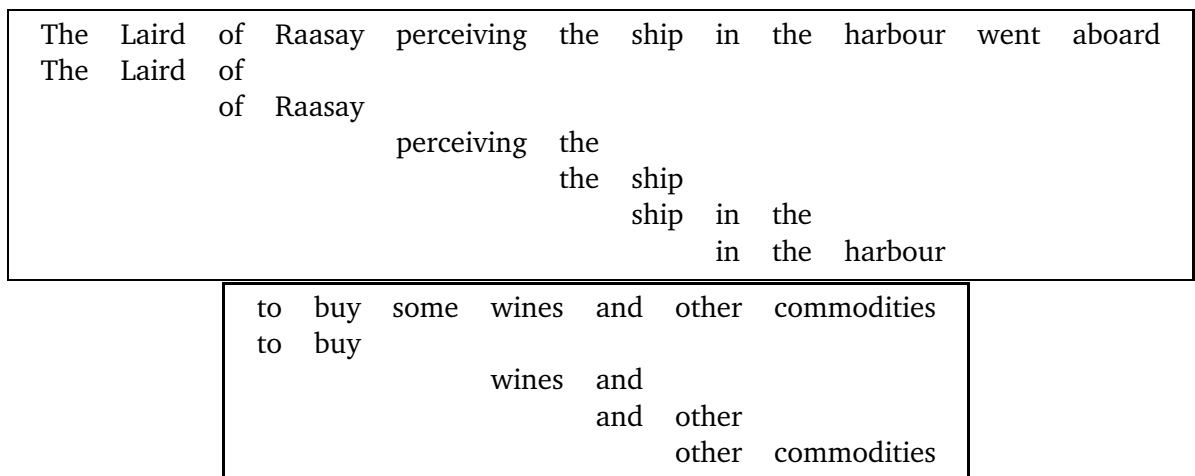 The Laird of Raasay perceiving the ship in the harbour went aboard
The Laird of
of Raasay
perceiving the
the ship
ship in the
in the harbour
to buy some wines and other commodities
to buy
wines and
and other
other commodities